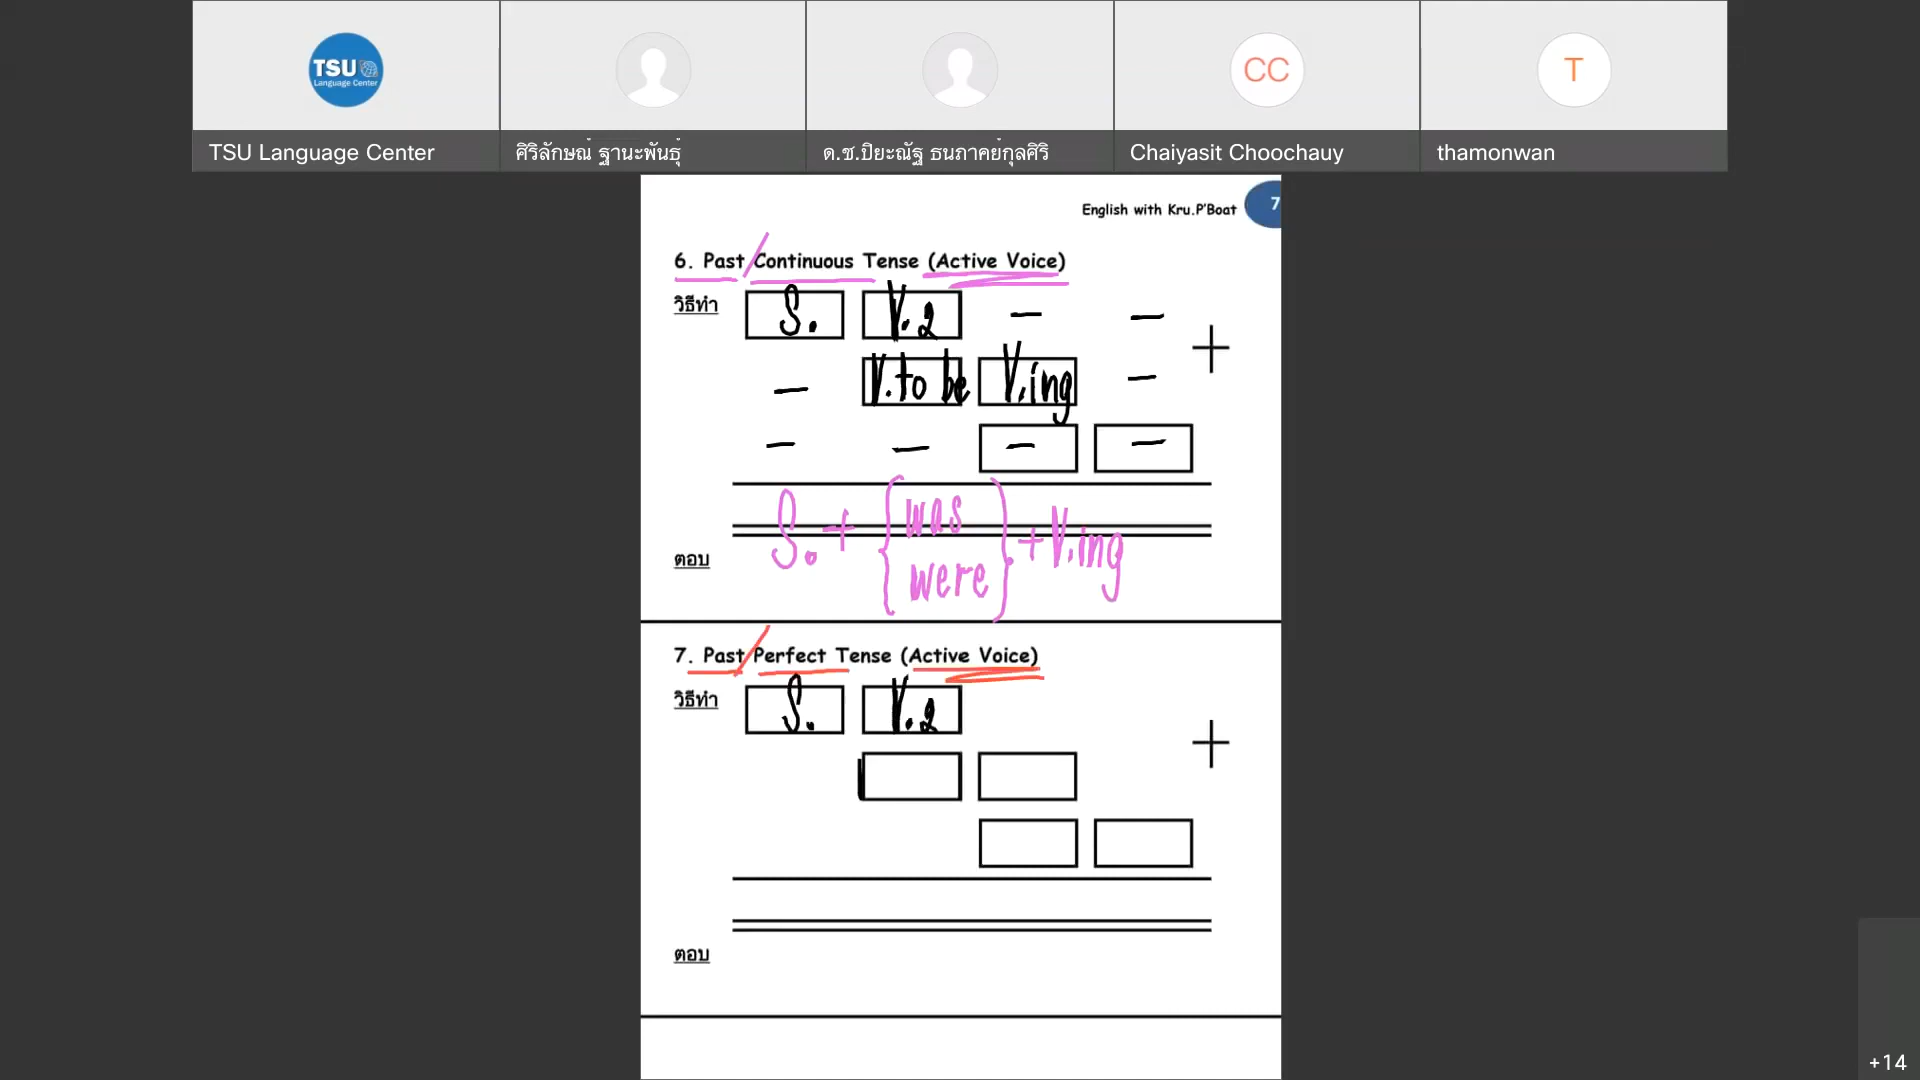 TSU
Language Center
CC
T
TSU Language Center
ศิริลักษณ์ ฐานะพันธุ์
ด.ช.ปิยะณัฐ ธนภาคย์กุลศิริ
Chaiyasit Choochauy
thamonwan
English with Kru.P'Boat
7
6. Past/Continuous Tense (Active Voice)
วิธีทำ
S. V.2 – –
+
– V.to be V.ing –
– – – –
S. + {was were}. + V.ing
ตอบ
7. Past/Perfect Tense (Active Voice)
วิธีทำ
S. V.2
+
ตอบ
+14